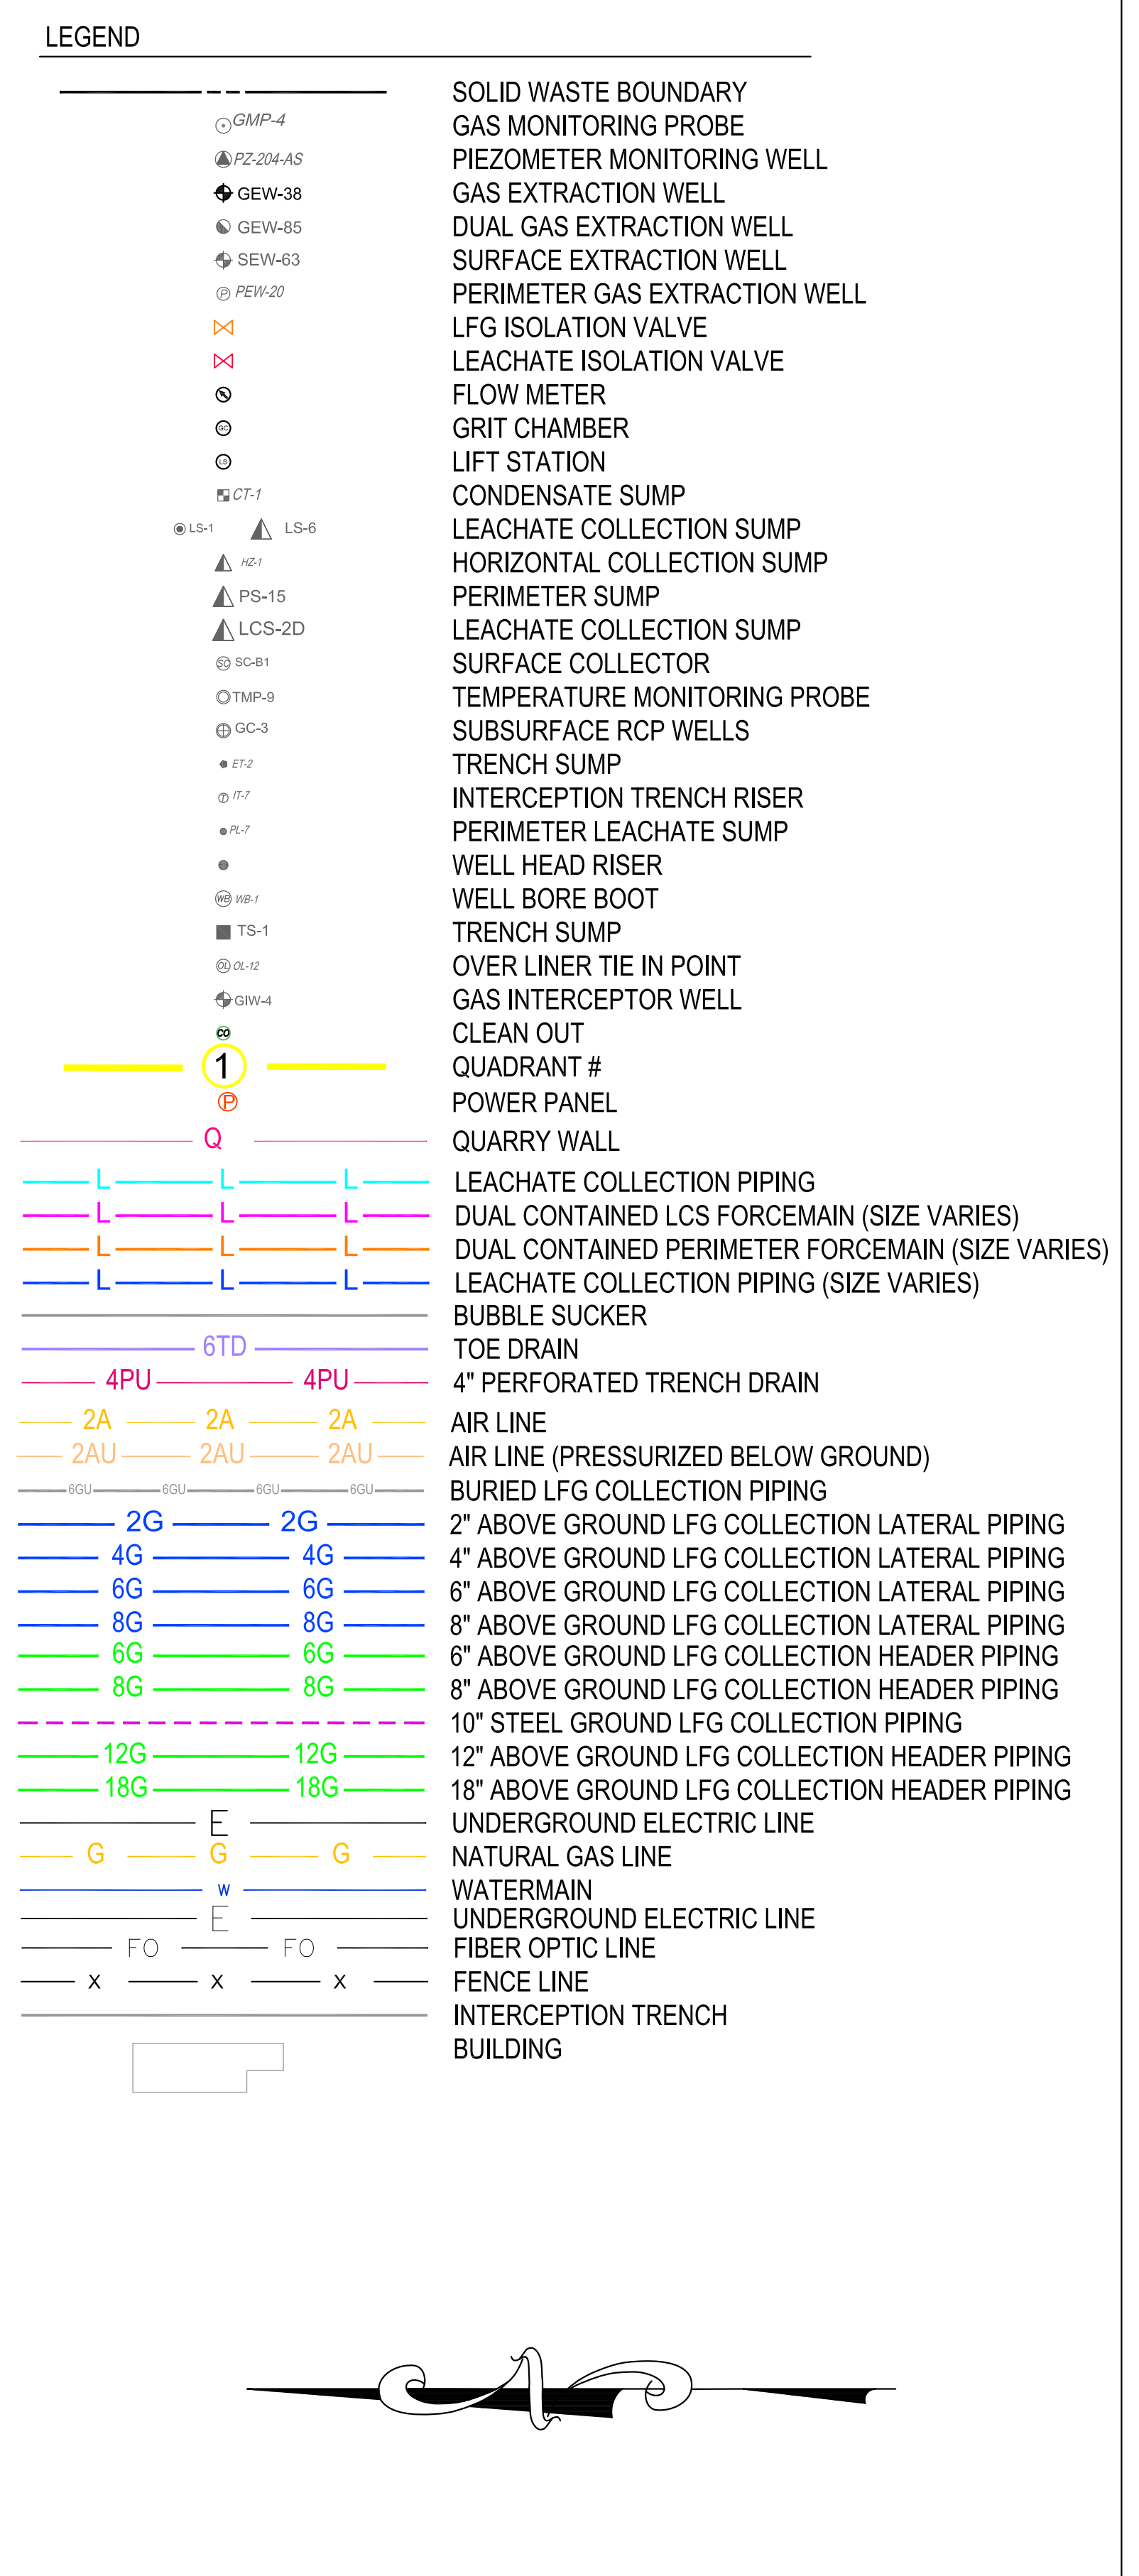 LEGEND
SOLID WASTE BOUNDARY
GMP-4 GAS MONITORING PROBE
PZ-204-AS PIEZOMETER MONITORING WELL
GEW-38 GAS EXTRACTION WELL
GEW-85 DUAL GAS EXTRACTION WELL
SEW-63 SURFACE EXTRACTION WELL
P PEW-20 PERIMETER GAS EXTRACTION WELL
LFG ISOLATION VALVE
LEACHATE ISOLATION VALVE
FLOW METER
GC GRIT CHAMBER
LS LIFT STATION
CT-1 CONDENSATE SUMP
LS-1 LS-6 LEACHATE COLLECTION SUMP
HZ-1 HORIZONTAL COLLECTION SUMP
PS-15 PERIMETER SUMP
LCS-2D LEACHATE COLLECTION SUMP
SC SC-B1 SURFACE COLLECTOR
TMP-9 TEMPERATURE MONITORING PROBE
GC-3 SUBSURFACE RCP WELLS
ET-2 TRENCH SUMP
T IT-7 INTERCEPTION TRENCH RISER
PL-7 PERIMETER LEACHATE SUMP
WELL HEAD RISER
WB WB-1 WELL BORE BOOT
TS-1 TRENCH SUMP
OL OL-12 OVER LINER TIE IN POINT
GIW-4 GAS INTERCEPTOR WELL
CO CLEAN OUT
1 QUADRANT #
P POWER PANEL
Q QUARRY WALL
L L L LEACHATE COLLECTION PIPING
L L L DUAL CONTAINED LCS FORCEMAIN (SIZE VARIES)
L L L DUAL CONTAINED PERIMETER FORCEMAIN (SIZE VARIES)
L L L LEACHATE COLLECTION PIPING (SIZE VARIES)
BUBBLE SUCKER
6TD TOE DRAIN
4PU 4PU 4" PERFORATED TRENCH DRAIN
2A 2A 2A AIR LINE
2AU 2AU 2AU AIR LINE (PRESSURIZED BELOW GROUND)
6GU 6GU 6GU 6GU BURIED LFG COLLECTION PIPING
2G 2G 2" ABOVE GROUND LFG COLLECTION LATERAL PIPING
4G 4G 4" ABOVE GROUND LFG COLLECTION LATERAL PIPING
6G 6G 6" ABOVE GROUND LFG COLLECTION LATERAL PIPING
8G 8G 8" ABOVE GROUND LFG COLLECTION LATERAL PIPING
6G 6G 6" ABOVE GROUND LFG COLLECTION HEADER PIPING
8G 8G 8" ABOVE GROUND LFG COLLECTION HEADER PIPING
10" STEEL GROUND LFG COLLECTION PIPING
12G 12G 12" ABOVE GROUND LFG COLLECTION HEADER PIPING
18G 18G 18" ABOVE GROUND LFG COLLECTION HEADER PIPING
E UNDERGROUND ELECTRIC LINE
G G G NATURAL GAS LINE
W WATERMAIN
E UNDERGROUND ELECTRIC LINE
FO FO FIBER OPTIC LINE
X X X FENCE LINE
INTERCEPTION TRENCH
BUILDING
N